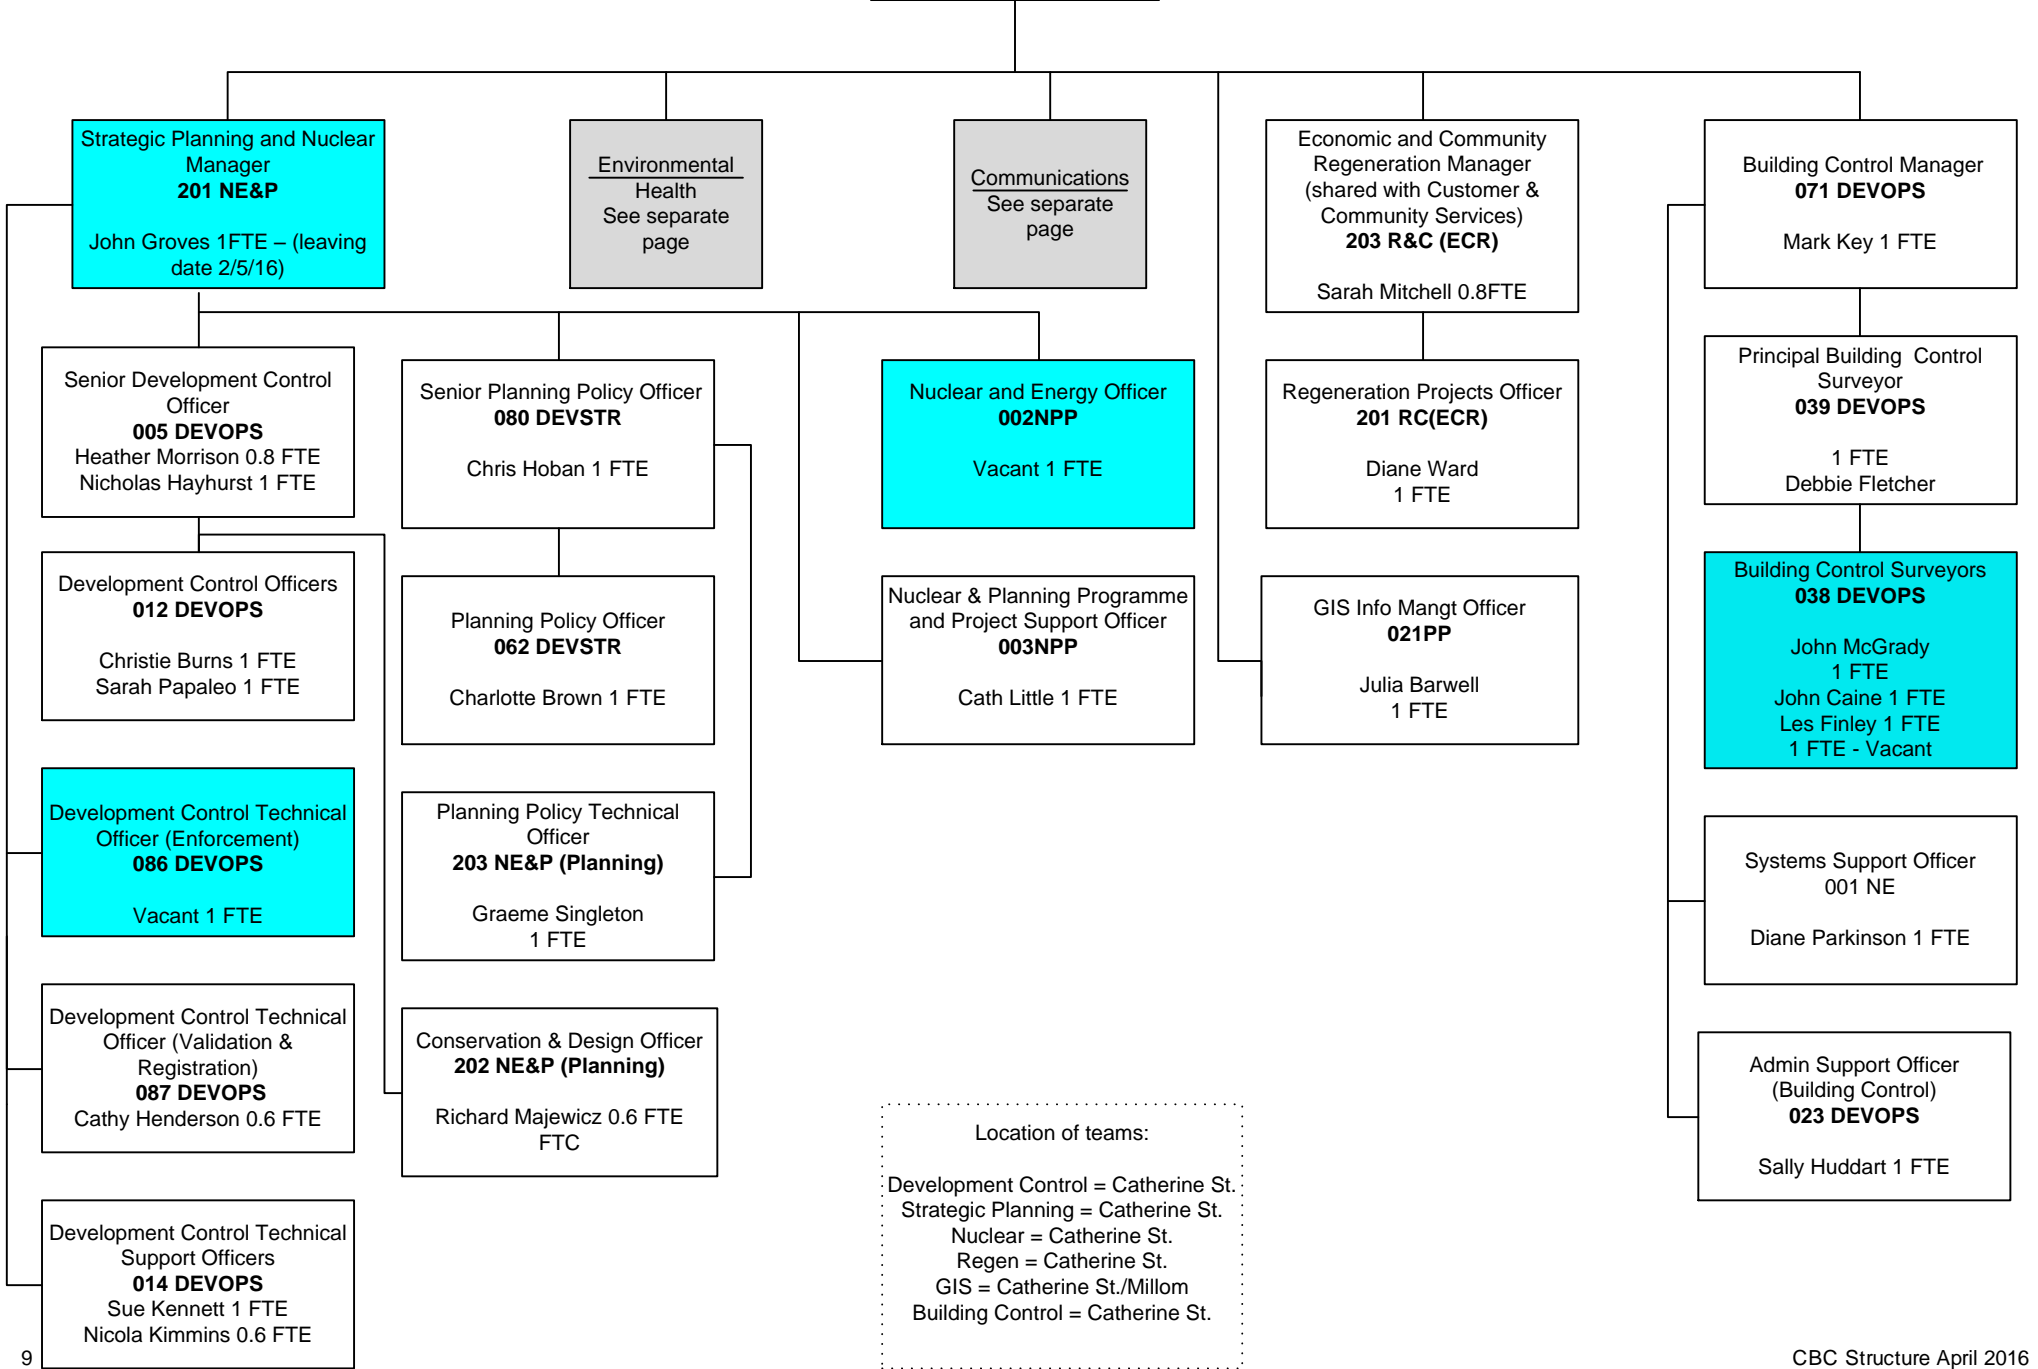 Strategic Planning and Nuclear
Manager
201 NE&P
John Groves 1FTE – (leaving
date 2/5/16)
Environmental
Health
See separate
page
Communications
See separate
page
Economic and Community
Regeneration Manager
(shared with Customer &
Community Services)
203 R&C (ECR)
Sarah Mitchell 0.8FTE
Building Control Manager
071 DEVOPS
Mark Key 1 FTE
Senior Development Control
Officer
005 DEVOPS
Heather Morrison 0.8 FTE
Nicholas Hayhurst 1 FTE
Senior Planning Policy Officer
080 DEVSTR
Chris Hoban 1 FTE
Nuclear and Energy Officer
002NPP
Vacant 1 FTE
Regeneration Projects Officer
201 RC(ECR)
Diane Ward
1 FTE
Principal Building  Control
Surveyor
039 DEVOPS
1 FTE
Debbie Fletcher
Development Control Officers
012 DEVOPS
Christie Burns 1 FTE
Sarah Papaleo 1 FTE
Planning Policy Officer
062 DEVSTR
Charlotte Brown 1 FTE
Nuclear & Planning Programme
and Project Support Officer
003NPP
Cath Little 1 FTE
GIS Info Mangt Officer
021PP
Julia Barwell
1 FTE
Building Control Surveyors
038 DEVOPS
John McGrady
1 FTE
John Caine 1 FTE
Les Finley 1 FTE
1 FTE - Vacant
Development Control Technical
Officer (Enforcement)
086 DEVOPS
Vacant 1 FTE
Planning Policy Technical
Officer
203 NE&P (Planning)
Graeme Singleton
1 FTE
Systems Support Officer
001 NE
Diane Parkinson 1 FTE
Development Control Technical
Officer (Validation &
Registration)
087 DEVOPS
Cathy Henderson 0.6 FTE
Conservation & Design Officer
202 NE&P (Planning)
Richard Majewicz 0.6 FTE
FTC
Admin Support Officer
(Building Control)
023 DEVOPS
Sally Huddart 1 FTE
Development Control Technical
Support Officers
014 DEVOPS
Sue Kennett 1 FTE
Nicola Kimmins 0.6 FTE
Location of teams:
Development Control = Catherine St.
Strategic Planning = Catherine St.
Nuclear = Catherine St.
Regen = Catherine St.
GIS = Catherine St./Millom
Building Control = Catherine St.
9
CBC Structure April 2016